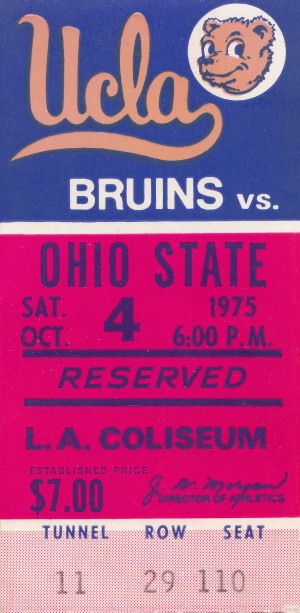 Ucla
BRUINS vs.
OHIO STATE
SAT. 4 1975
OCT. 6:00 P.M.
RESERVED
L.A. COLISEUM
ESTABLISHED PRICE
$7.00 J. D. Morgan
DIRECTOR OF ATHLETICS
TUNNEL ROW SEAT
11 29 110